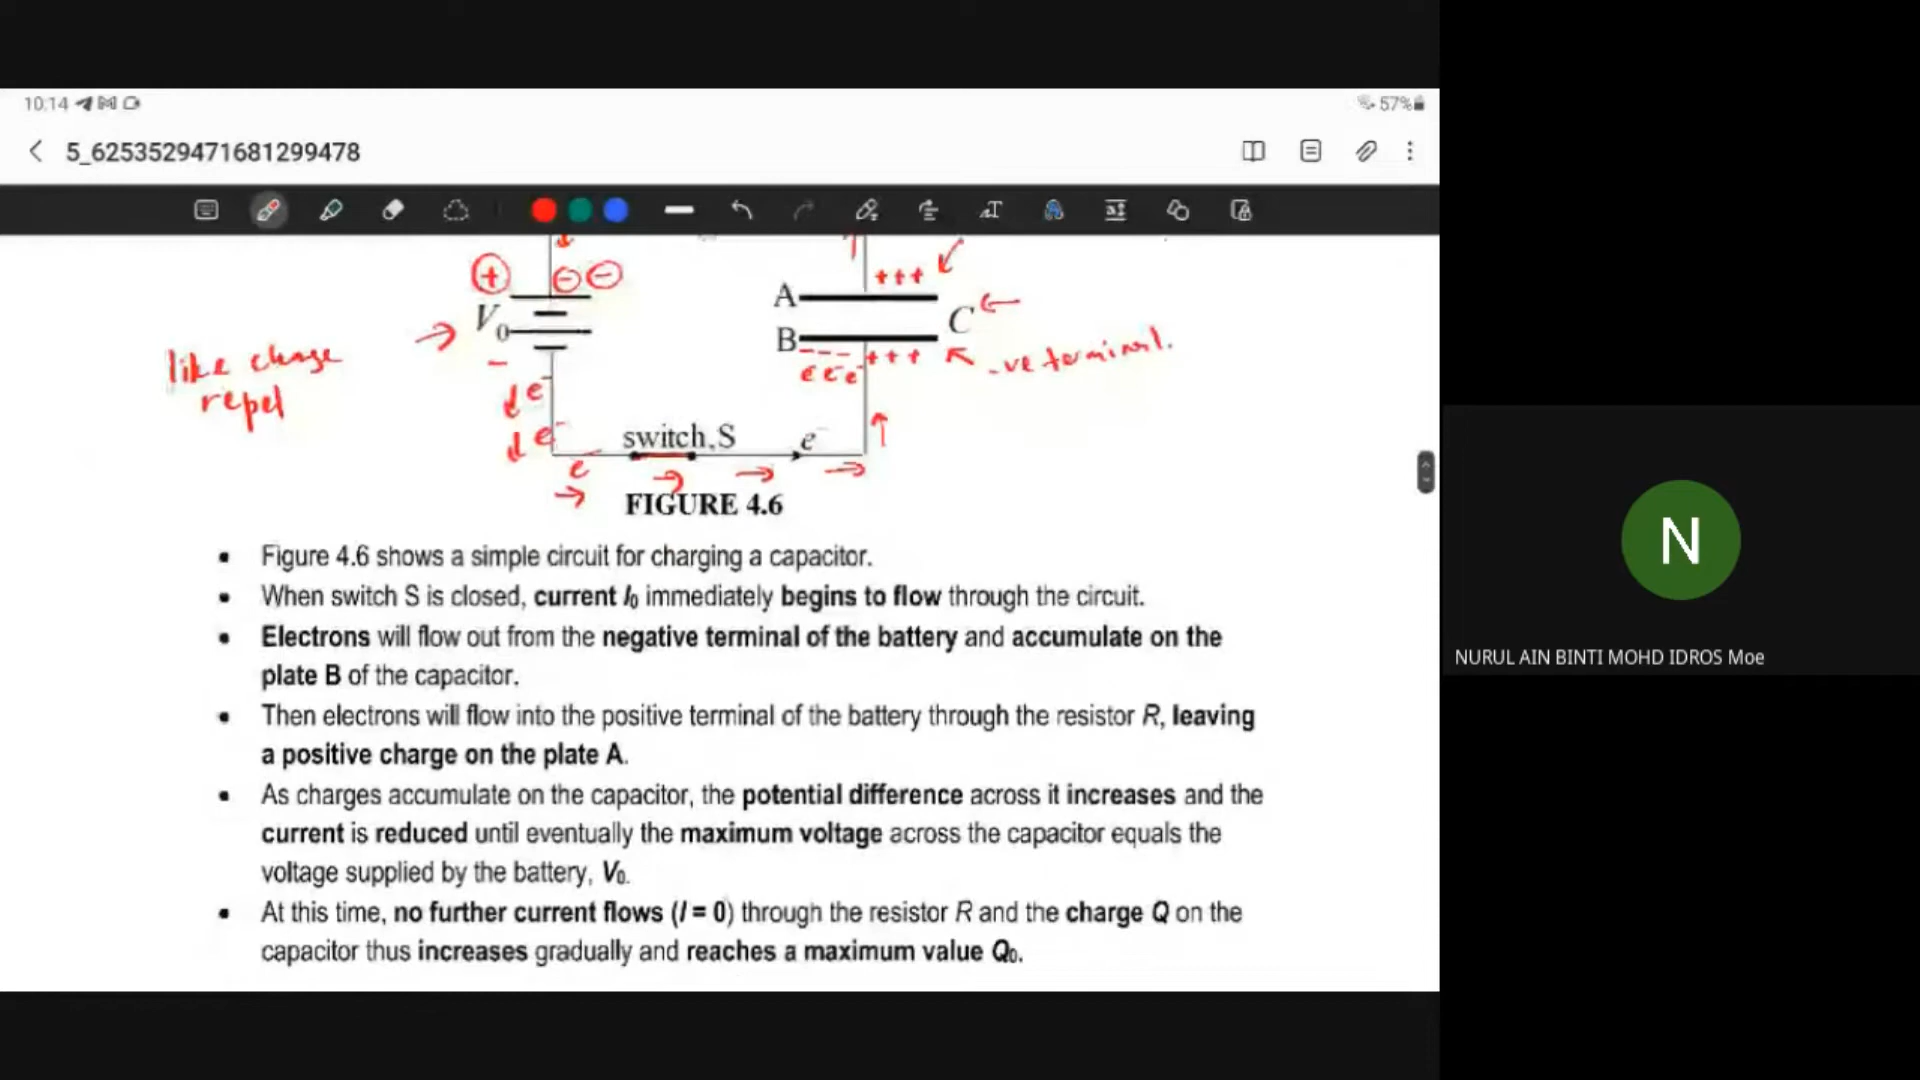 10:14
57%
5_6253529471681299478
+ - -
+++
A
V0
C
B
- - -
+++
-ve terminal.
-
like charge
repel
e e e-
e-
e-
switch,S
e-
e-
FIGURE 4.6
• Figure 4.6 shows a simple circuit for charging a capacitor.
• When switch S is closed, current I0 immediately begins to flow through the circuit.
• Electrons will flow out from the negative terminal of the battery and accumulate on the
plate B of the capacitor.
• Then electrons will flow into the positive terminal of the battery through the resistor R, leaving
a positive charge on the plate A.
• As charges accumulate on the capacitor, the potential difference across it increases and the
current is reduced until eventually the maximum voltage across the capacitor equals the
voltage supplied by the battery, V0.
• At this time, no further current flows (I = 0) through the resistor R and the charge Q on the
capacitor thus increases gradually and reaches a maximum value Q0.
N
NURUL AIN BINTI MOHD IDROS Moe